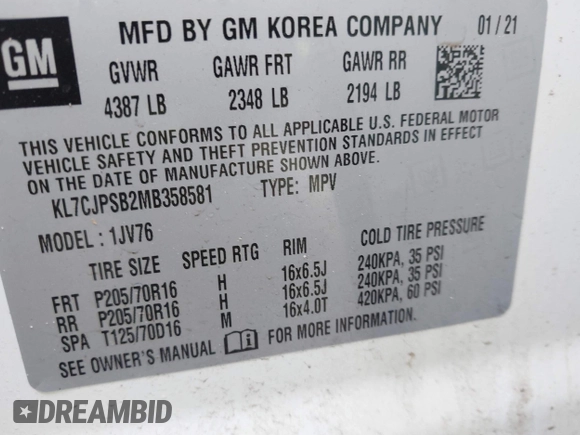 GM
MFD BY GM KOREA COMPANY 01/21
GVWR GAWR FRT GAWR RR
4387 LB 2348 LB 2194 LB
THIS VEHICLE CONFORMS TO ALL APPLICABLE U.S. FEDERAL MOTOR
VEHICLE SAFETY AND THEFT PREVENTION STANDARDS IN EFFECT
ON THE DATE OF MANUFACTURE SHOWN ABOVE.
KL7CJPSB2MB358581 TYPE: MPV
MODEL : 1JV76
TIRE SIZE SPEED RTG RIM COLD TIRE PRESSURE
FRT P205/70R16 H 16x6.5J 240KPA, 35 PSI
RR P205/70R16 H 16x6.5J 240KPA, 35 PSI
SPA T125/70D16 M 16x4.0T 420KPA, 60 PSI
SEE OWNER'S MANUAL FOR MORE INFORMATION.
DREAMBID